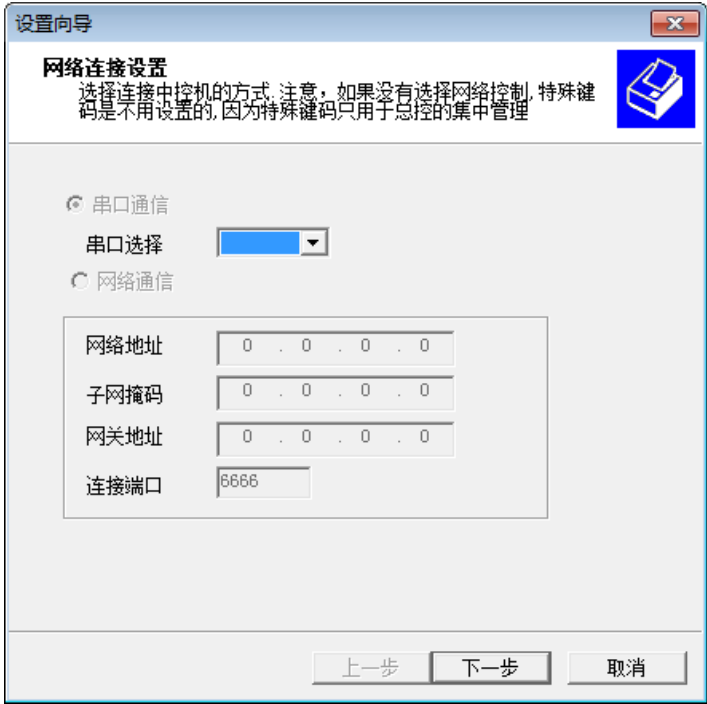 设置向导
网络连接设置
选择连接中控机的方式.注意，如果没有选择网络控制,特殊键
码是不用设置的,因为特殊键码只用于总控的集中管理
串口通信
串口选择
网络通信
网络地址 0 . 0 . 0 . 0
子网掩码 0 . 0 . 0 . 0
网关地址 0 . 0 . 0 . 0
连接端口 6666
上一步 下一步 取消